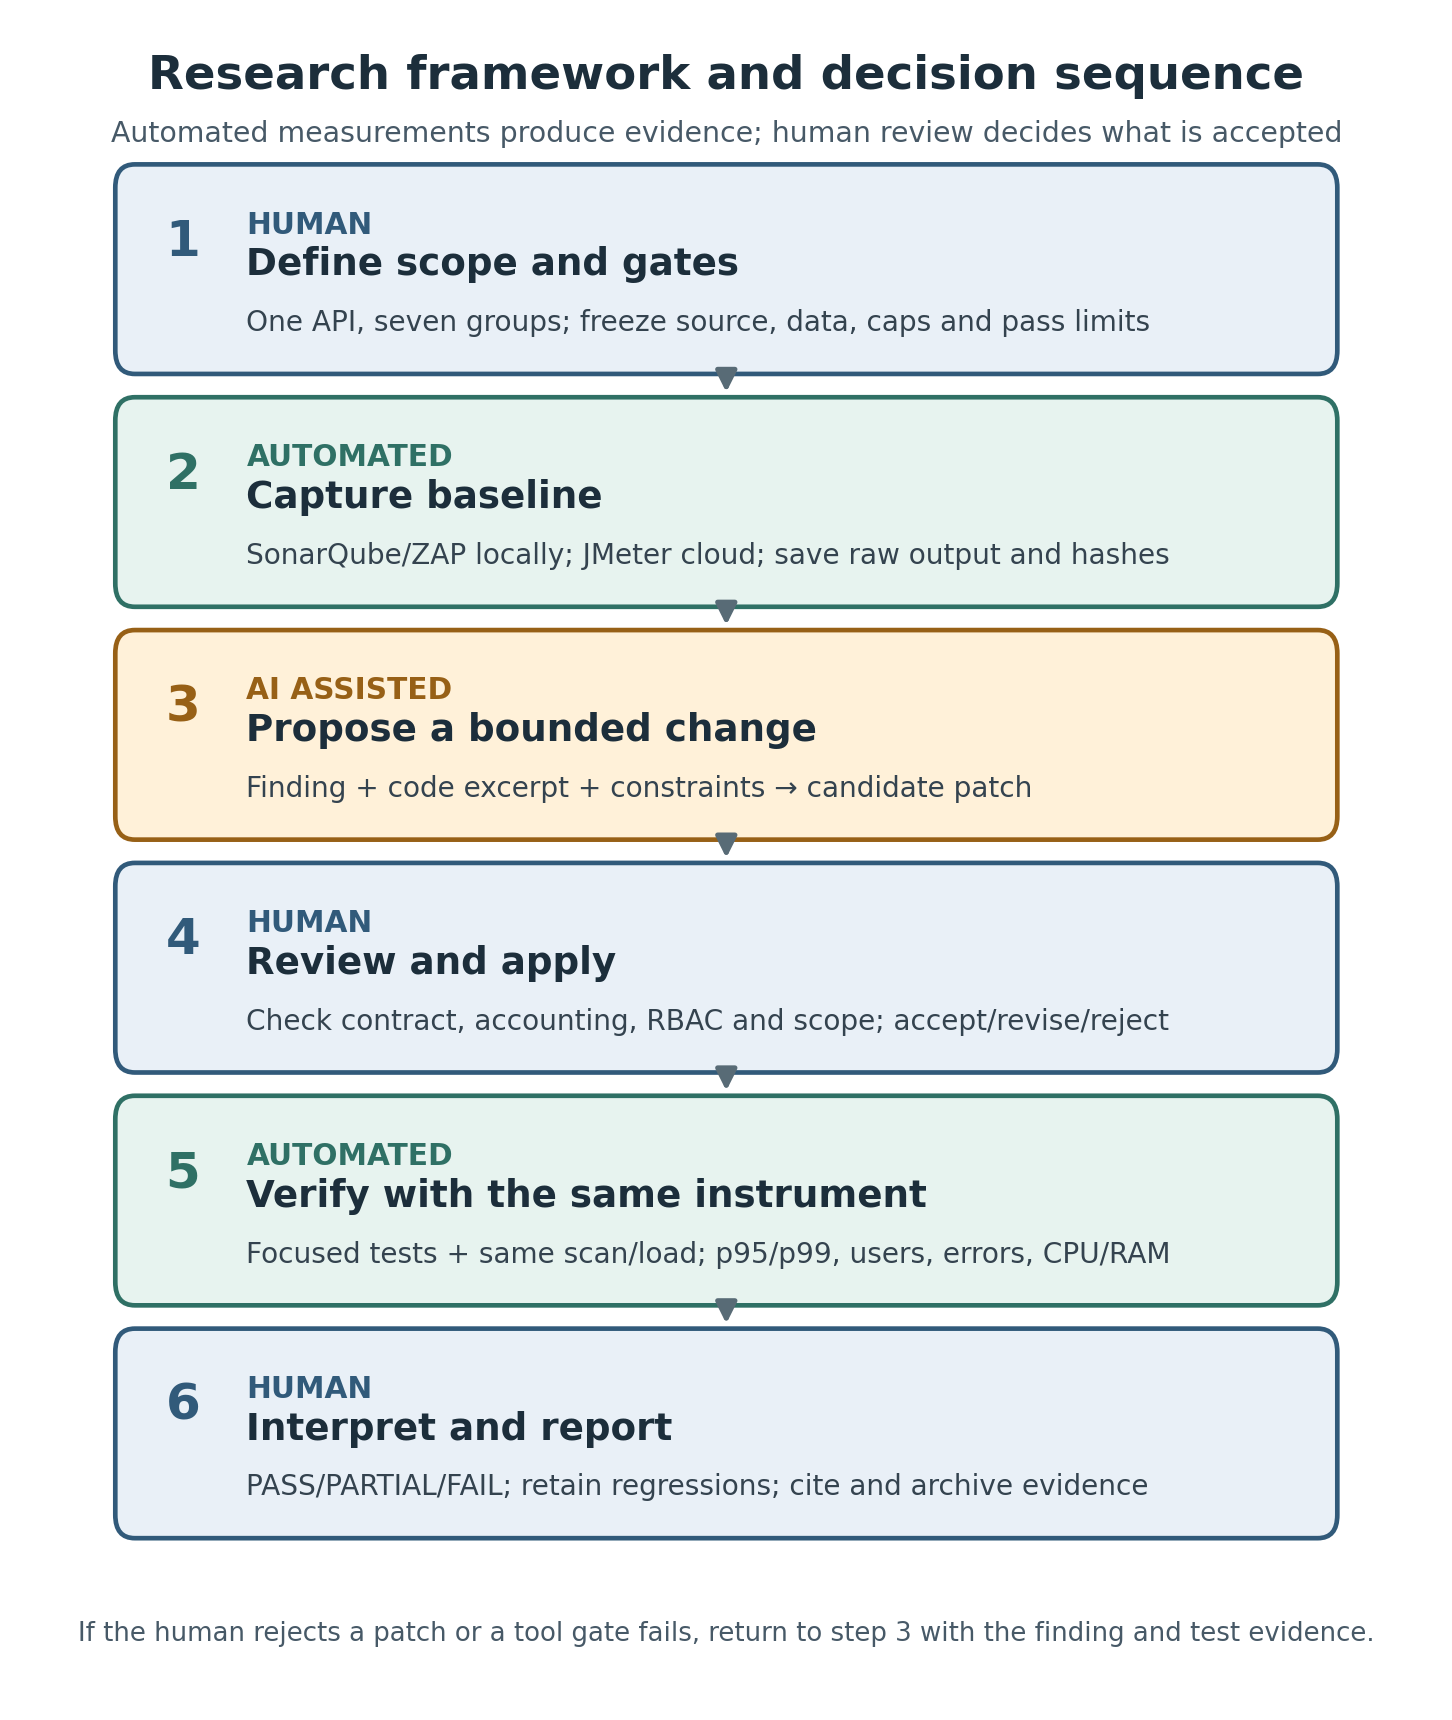 Research framework and decision sequence
Automated measurements produce evidence; human review decides what is accepted
1
HUMAN
Define scope and gates
One API, seven groups; freeze source, data, caps and pass limits
2
AUTOMATED
Capture baseline
SonarQube/ZAP locally; JMeter cloud; save raw output and hashes
3
AI ASSISTED
Propose a bounded change
Finding + code excerpt + constraints → candidate patch
4
HUMAN
Review and apply
Check contract, accounting, RBAC and scope; accept/revise/reject
5
AUTOMATED
Verify with the same instrument
Focused tests + same scan/load; p95/p99, users, errors, CPU/RAM
6
HUMAN
Interpret and report
PASS/PARTIAL/FAIL; retain regressions; cite and archive evidence
If the human rejects a patch or a tool gate fails, return to step 3 with the finding and test evidence.